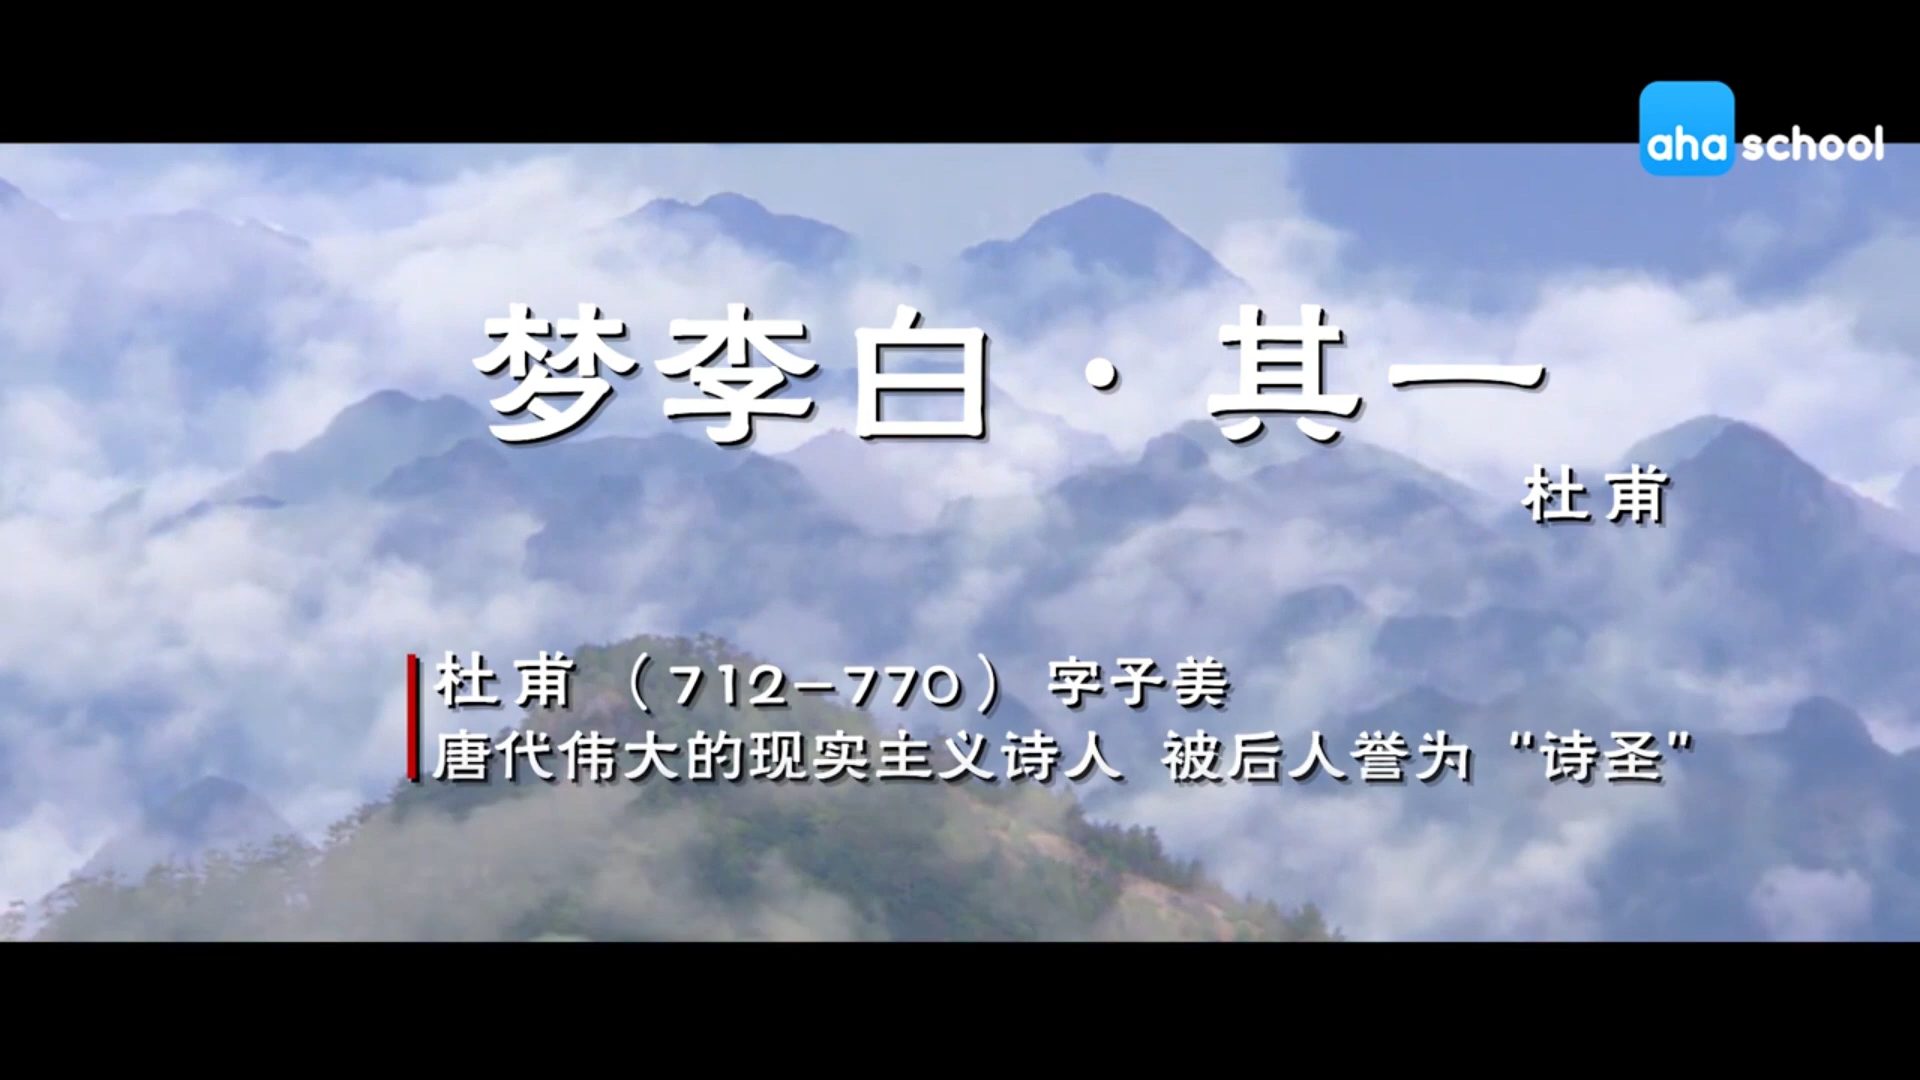 aha school
梦李白·其一
杜甫
杜甫（712-770）字子美
唐代伟大的现实主义诗人 被后人誉为“诗圣”